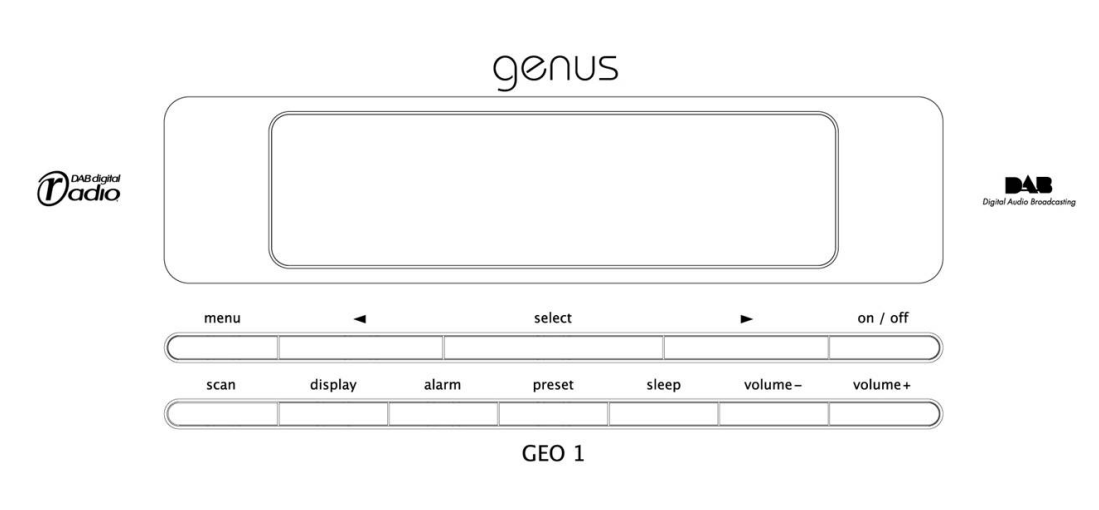 genus
DAB digital
radio
DAB
Digital Audio Broadcasting
menu ◄ select ► on / off
scan display alarm preset sleep volume− volume+
GEO 1